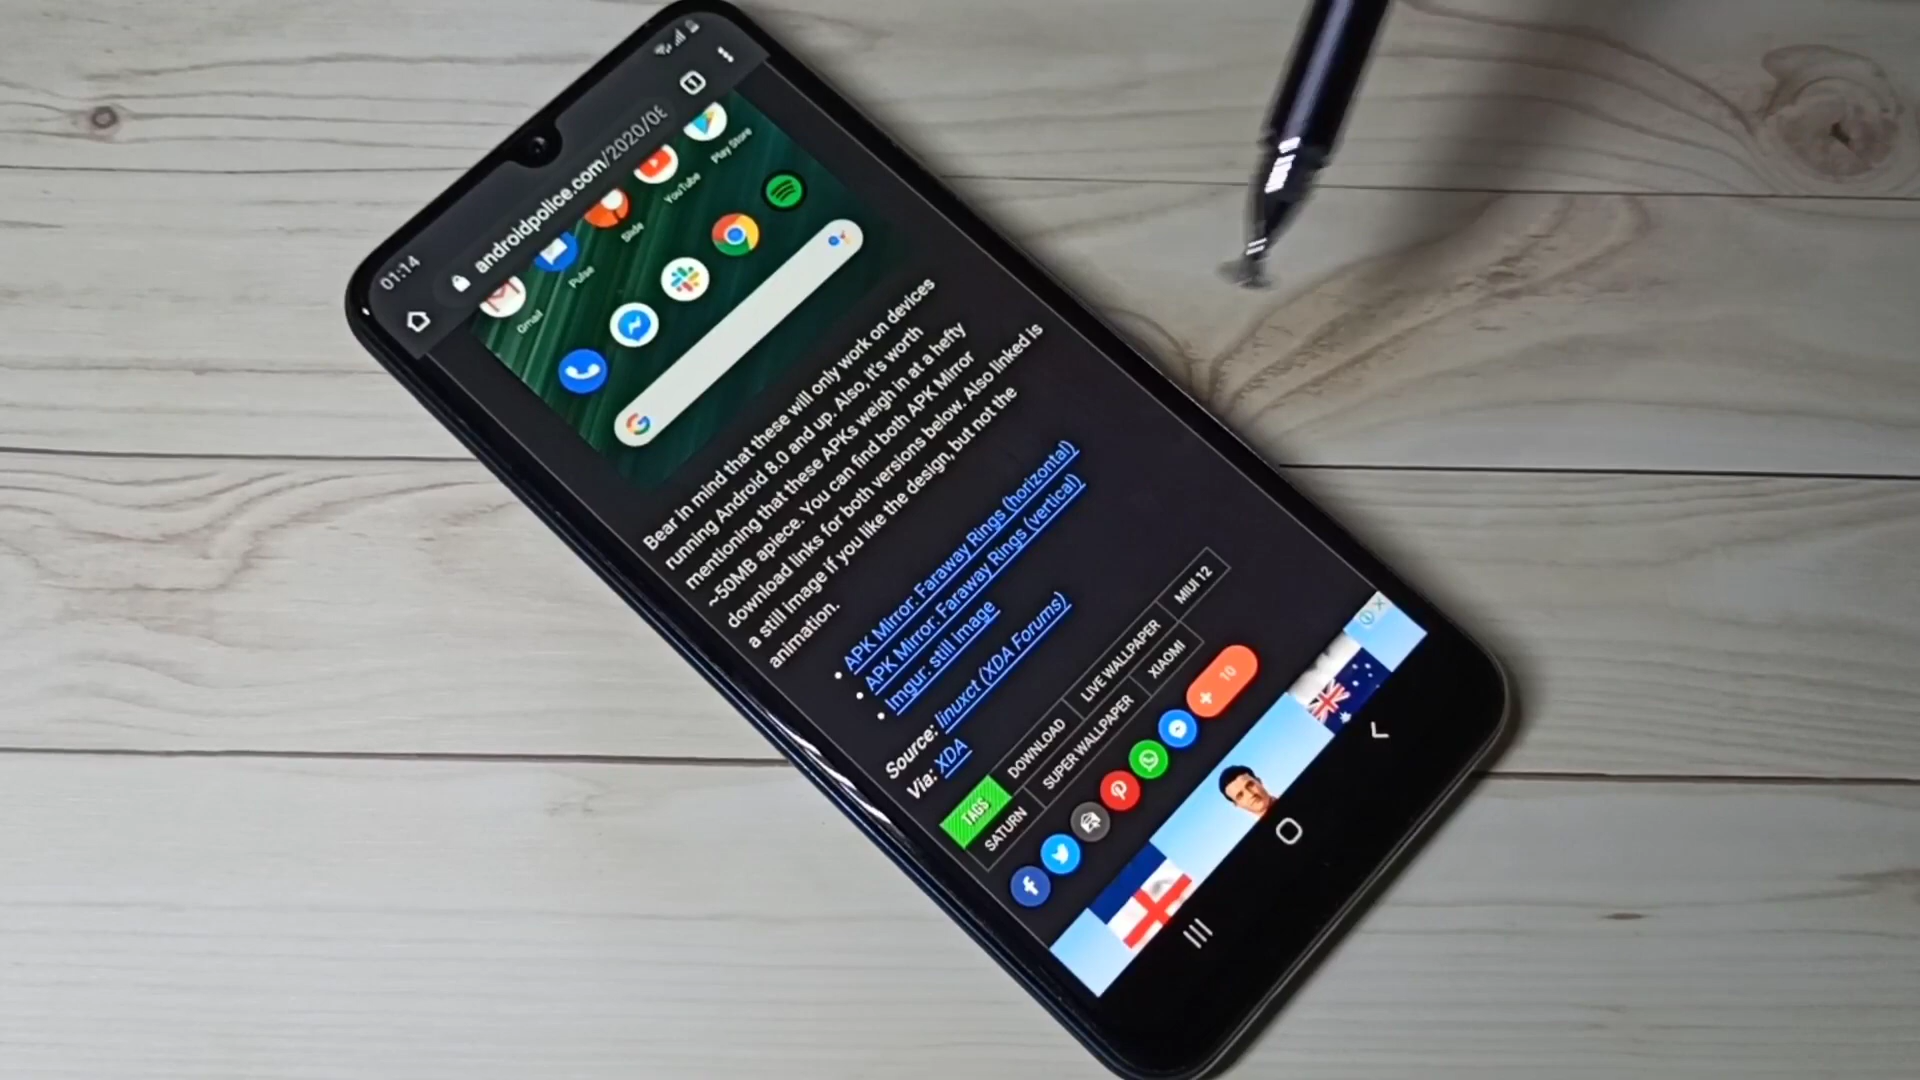 01:14
androidpolice.com/2020/06
1
Gmail
Pulse
Slide
YouTube
Play Store
Bear in mind that these will only work on devices
running Android 8.0 and up. Also, it's worth
mentioning that these APKs weigh in at a hefty
~50MB apiece. You can find both APK Mirror
download links for both versions below. Also linked is
a still image if you like the design, but not the
animation.
APK Mirror: Faraway Rings (horizontal)
APK Mirror: Faraway Rings (vertical)
Imgur: still image
Source: linuxct (XDA Forums)
Via: XDA
TAGS DOWNLOAD LIVE WALLPAPER MIUI 12
SATURN SUPER WALLPAPER XIAOMI
+ 10